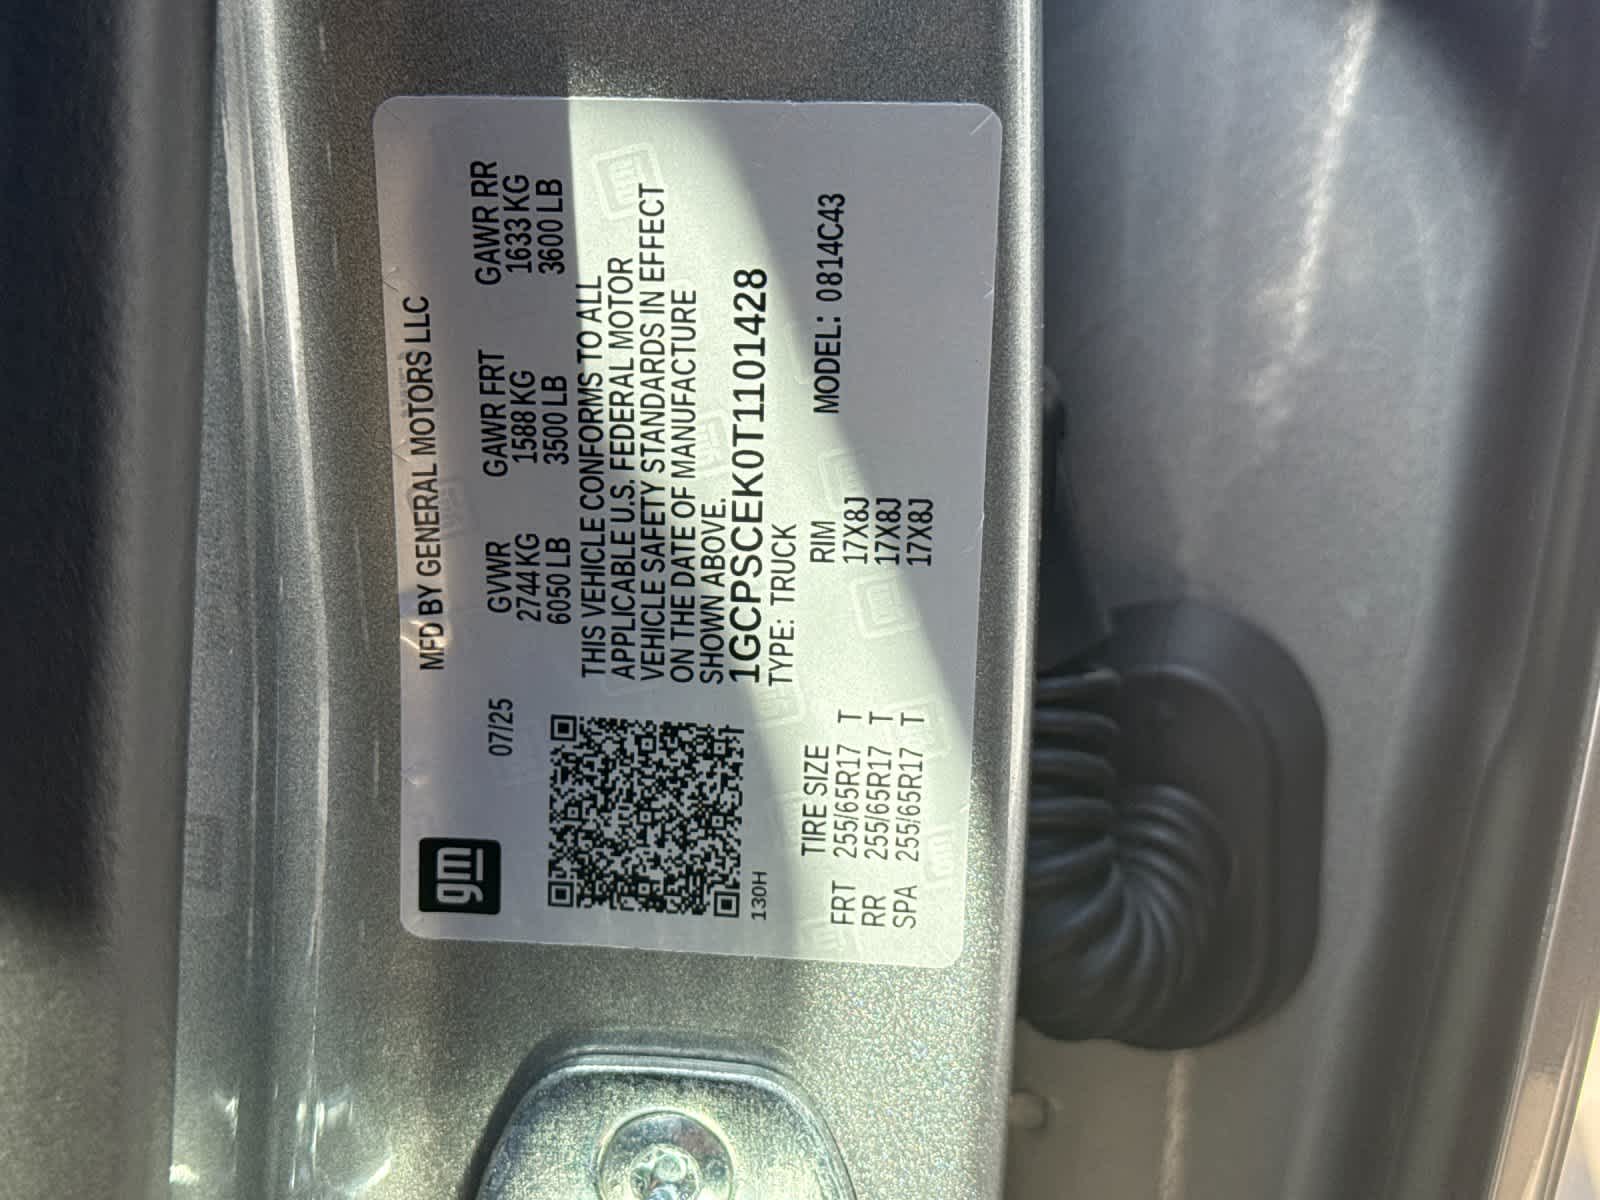 gm
MFD BY GENERAL MOTORS LLC
07/25
GVWR GAWR FRT GAWR RR
2744 KG 1588 KG 1633 KG
6050 LB 3500 LB 3600 LB
THIS VEHICLE CONFORMS TO ALL
APPLICABLE U.S. FEDERAL MOTOR
VEHICLE SAFETY STANDARDS IN EFFECT
ON THE DATE OF MANUFACTURE
SHOWN ABOVE.
1GCPSCEK0T1101428
130H
TYPE: TRUCK
TIRE SIZE RIM MODEL: 0814C43
FRT 255/65R17 T 17X8J
RR 255/65R17 T 17X8J
SPA 255/65R17 T 17X8J